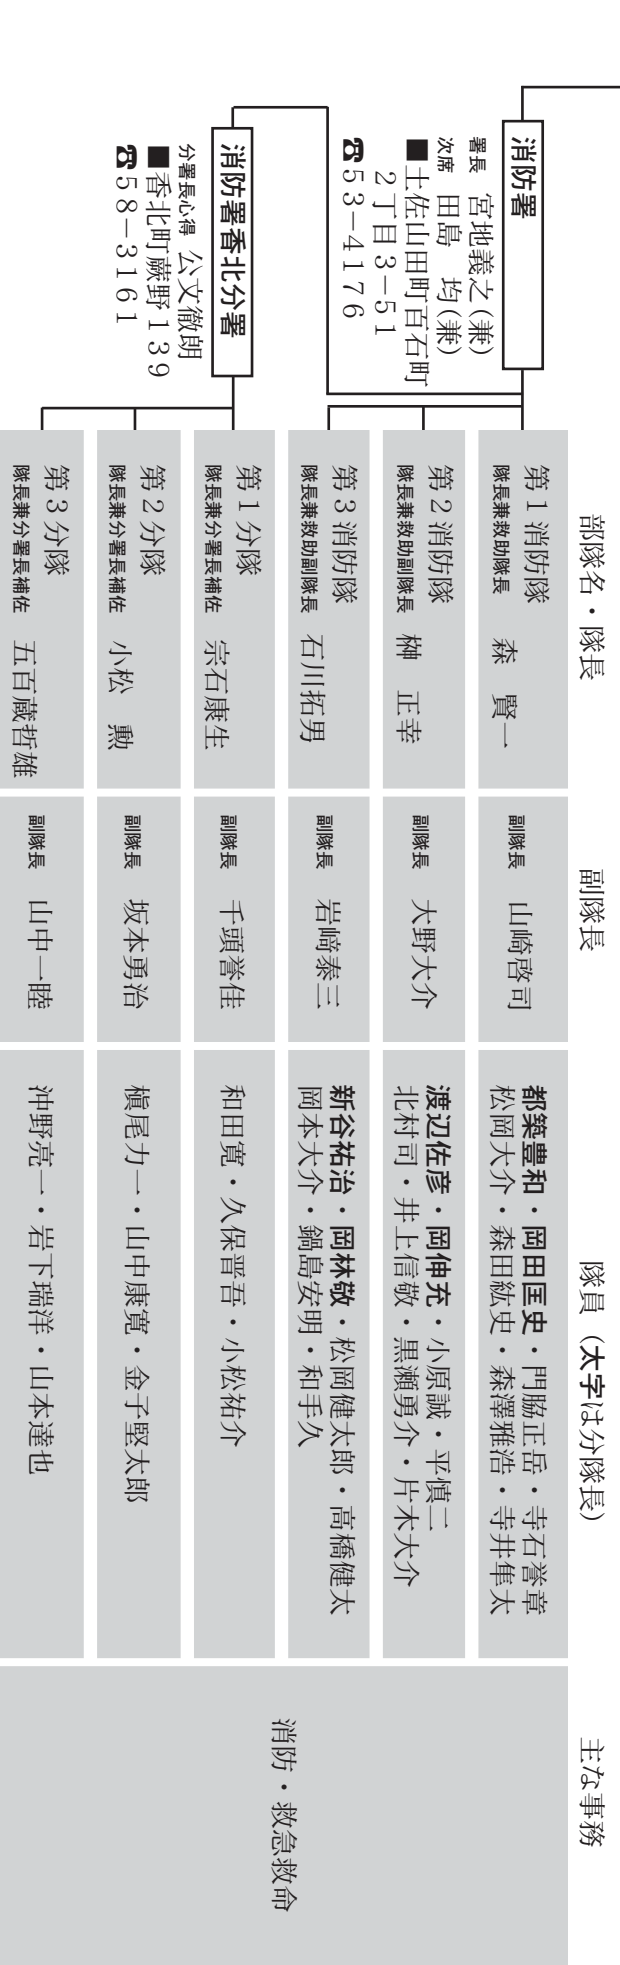 部隊名・隊長
副隊長
隊員（太字は分隊長）
主な事務
消防署
署長 宮地義之(兼)
次席 田島 均(兼)
■土佐山田町百石町
2丁目3−51
☎53−4176
第1消防隊
隊長兼救助隊長 森 賢一
副隊長 山崎啓司
都築豊和・岡田匡史・門脇正岳・寺石誉章
松岡大介・森田紘史・森澤雅浩・寺井隼太
第2消防隊
隊長兼救助副隊長 榊 正幸
副隊長 大野大介
渡辺佐彦・岡伸充・小原誠・平慎二
北村司・井上信敬・黒瀬勇介・片木大介
第3消防隊
隊長兼救助副隊長 石川拓男
副隊長 岩﨑泰三
新谷祐治・岡林敬・松岡健太郎・高橋健太
岡本大介・鍋島安明・和手久
消防署香北分署
分署長心得 公文徹朗
■香北町蕨野139
☎58−3161
第1分隊
隊長兼分署長補佐 宗石康生
副隊長 千頭誉佳
和田寛・久保晋吾・小松祐介
第2分隊
隊長兼分署長補佐 小松 勲
副隊長 坂本勇治
槇尾力一・山中康寛・金子堅太郎
第3分隊
隊長兼分署長補佐 五百蔵哲雄
副隊長 山中一睦
沖野亮一・岩下瑞洋・山本達也
消防・救急救命